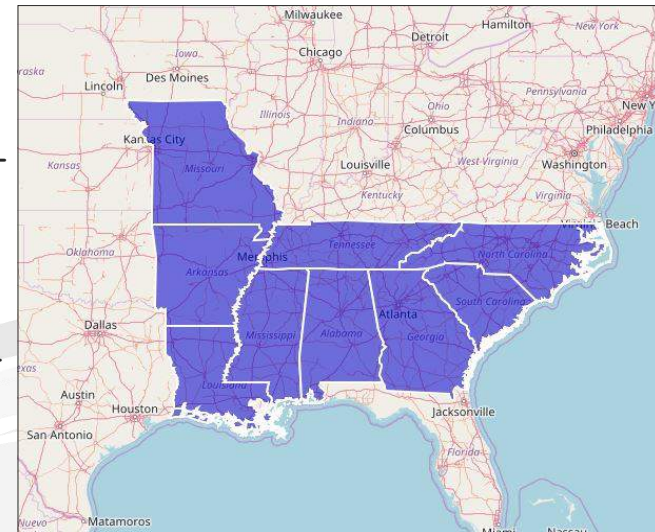 Milwaukee
Hamilton
New York
Detroit
Chicago
Iowa
Des Moines
Lincoln
Pennsylvania
Illinois
Ohio
Indiana
Columbus
Philadelphia
Kansas City
Washington
Louisville
West Virginia
Kansas
Missouri
Kentucky
Virginia
Beach
Tennessee
Oklahoma
Memphis
North Carolina
Arkansas
South Carolina
Atlanta
Dallas
Mississippi
Alabama
Georgia
Louisiana
Austin
Houston
Jacksonville
San Antonio
Florida
Matamoros